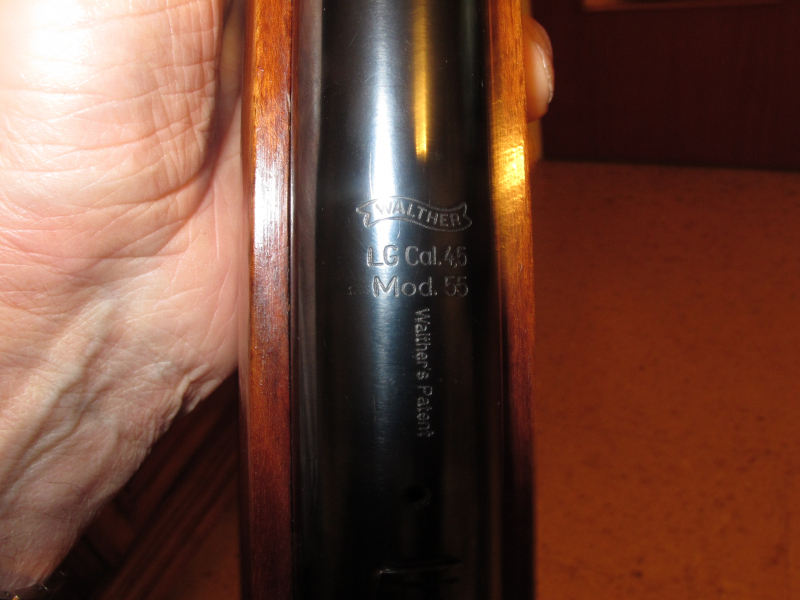 WALTHER
LG Cal. 4,5
Mod. 55
Walther's Patent